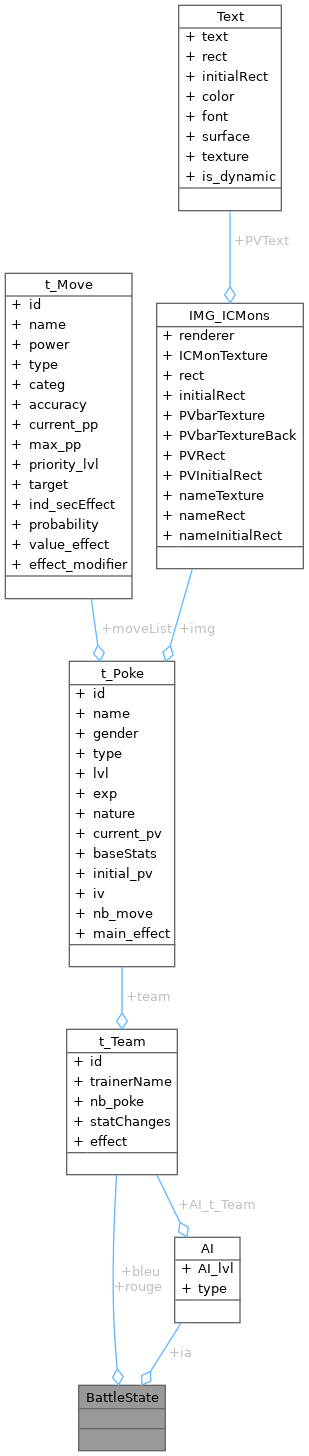 Text
+ text
+ rect
+ initialRect
+ color
+ font
+ surface
+ texture
+ is_dynamic
+PVText
t_Move
+ id
+ name
+ power
+ type
+ categ
+ accuracy
+ current_pp
+ max_pp
+ priority_lvl
+ target
+ ind_secEffect
+ probability
+ value_effect
+ effect_modifier
IMG_ICMons
+ renderer
+ ICMonTexture
+ rect
+ initialRect
+ PVbarTexture
+ PVbarTextureBack
+ PVRect
+ PVInitialRect
+ nameTexture
+ nameRect
+ nameInitialRect
+moveList
+img
t_Poke
+ id
+ name
+ gender
+ type
+ lvl
+ exp
+ nature
+ current_pv
+ baseStats
+ initial_pv
+ iv
+ nb_move
+ main_effect
+team
t_Team
+ id
+ trainerName
+ nb_poke
+ statChanges
+ effect
+AI_t_Team
AI
+ AI_lvl
+ type
+bleu
+rouge
+ia
BattleState